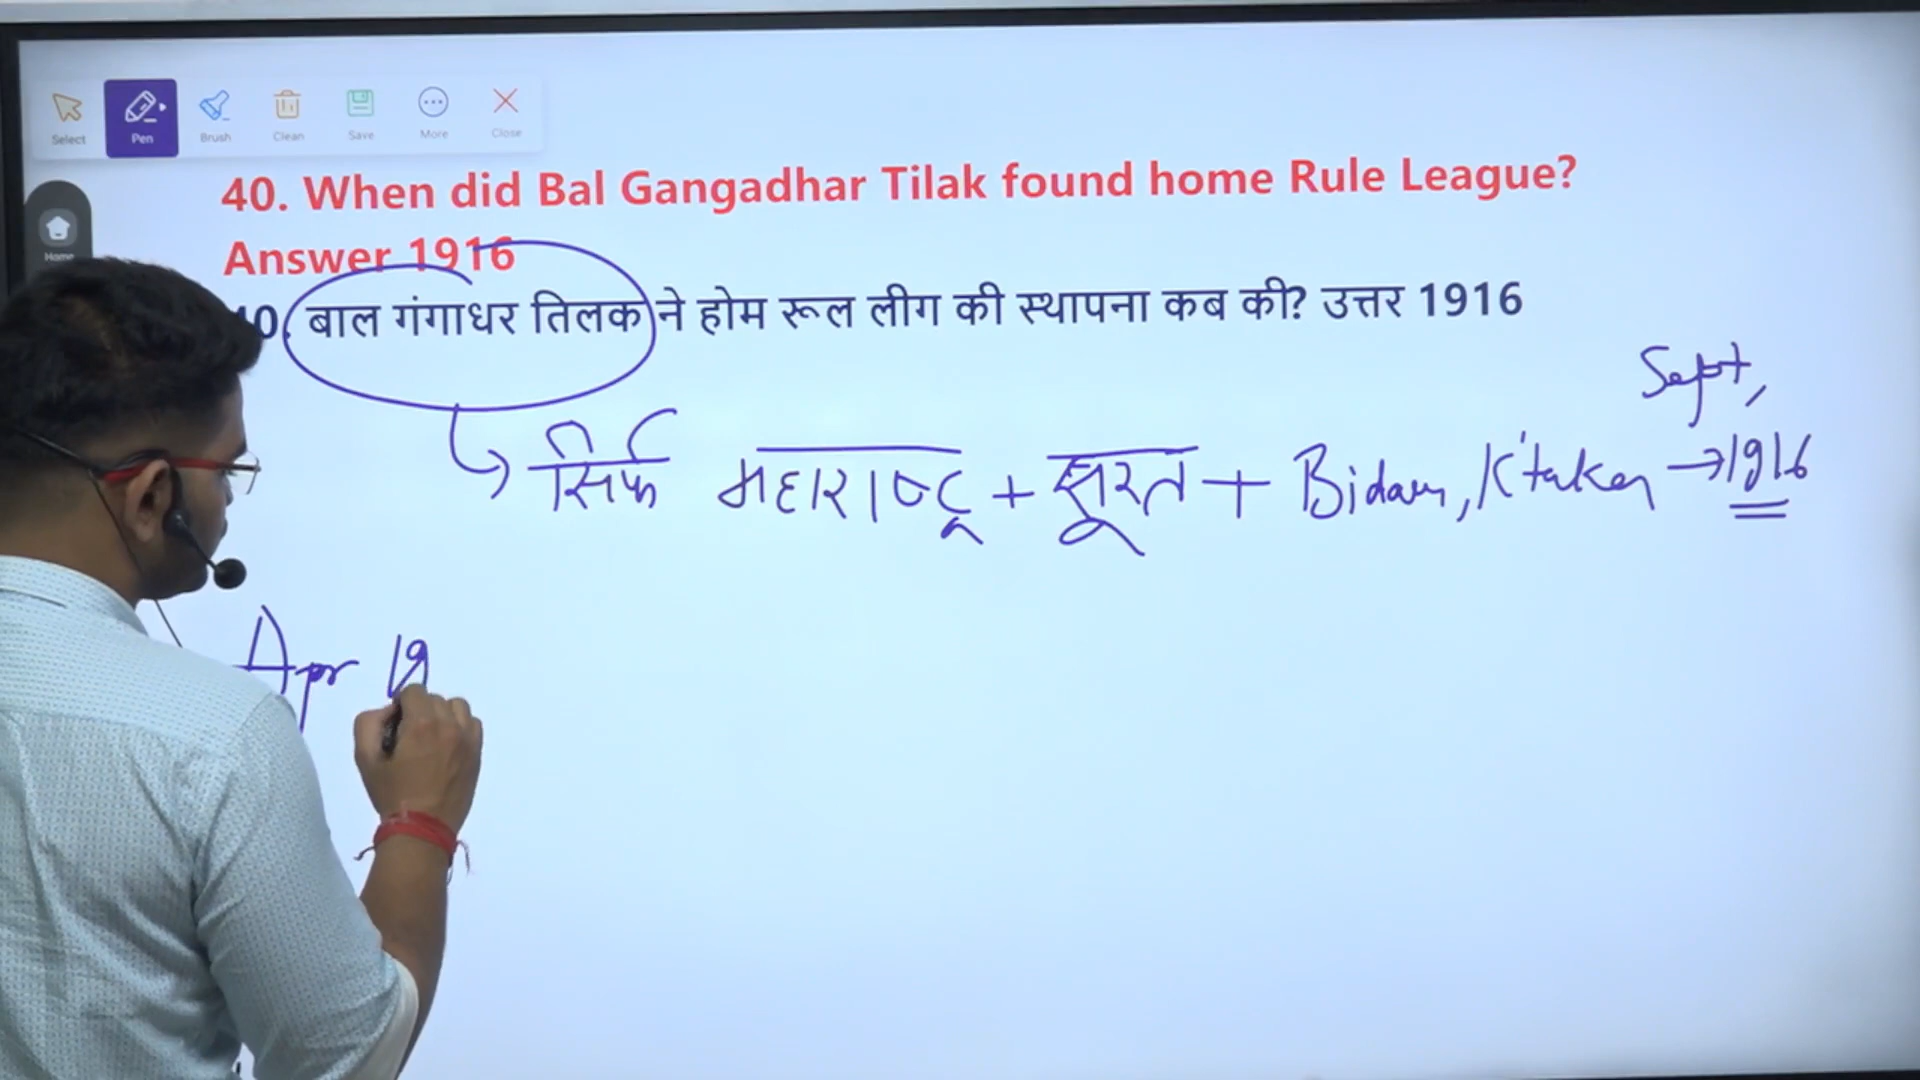 Select Pen Brush Clean Save More Close
Home
40. When did Bal Gangadhar Tilak found home Rule League?
Answer 1916
40. बाल गंगाधर तिलक ने होम रूल लीग की स्थापना कब की? उत्तर 1916
Sept,
सिर्फ महाराष्ट्र + सूरत + Bidar, K'taka → 1916
Apr 19